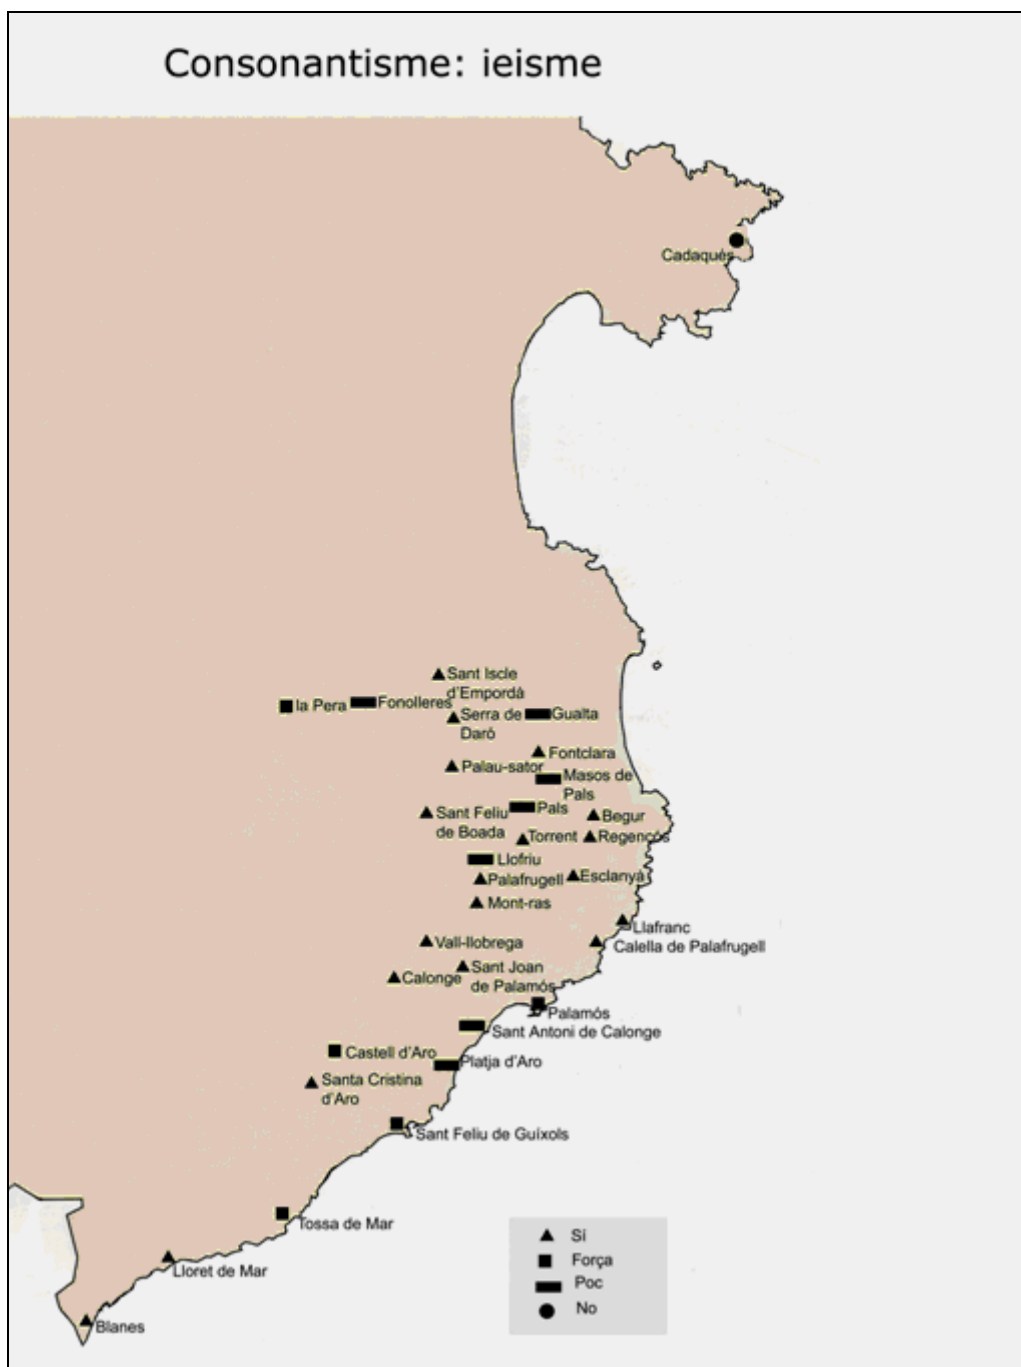 Consonantisme: ieisme
Cadaqués
Sant Iscle
d'Empordà
la Pera
Fonolleres
Serra de
Daró
Gualta
Fontclara
Palau-sator
Masos de
Pals
Pals
Sant Feliu
de Boada
Begur
Torrent
Regencós
Llofriu
Palafrugell
Esclanyà
Mont-ras
Llafranc
Vall-llobrega
Calella de Palafrugell
Sant Joan
de Palamós
Calonge
Palamós
Sant Antoni de Calonge
Castell d'Aro
Platja d'Aro
Santa Cristina
d'Aro
Sant Feliu de Guíxols
Tossa de Mar
Lloret de Mar
Blanes
Sí
Força
Poc
No